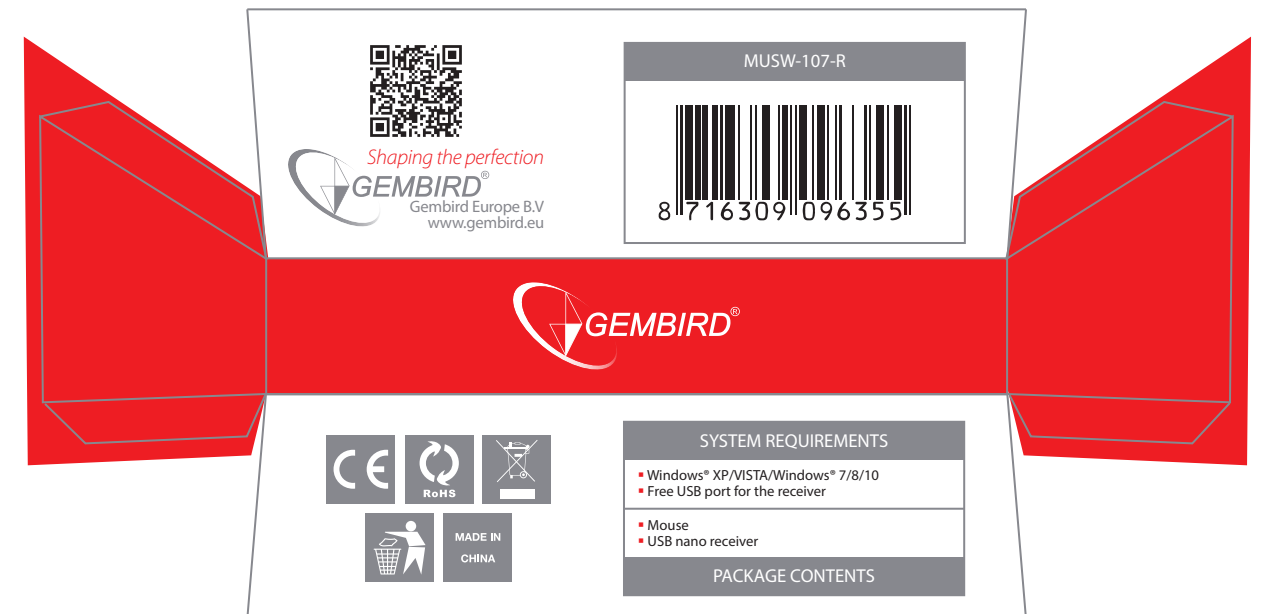 Shaping the perfection
GEMBIRD®
Gembird Europe B.V
www.gembird.eu
MUSW-107-R
8 716309 096355
GEMBIRD®
CE
RoHS
MADE IN
CHINA
SYSTEM REQUIREMENTS
▪ Windows® XP/VISTA/Windows® 7/8/10
▪ Free USB port for the receiver
▪ Mouse
▪ USB nano receiver
PACKAGE CONTENTS